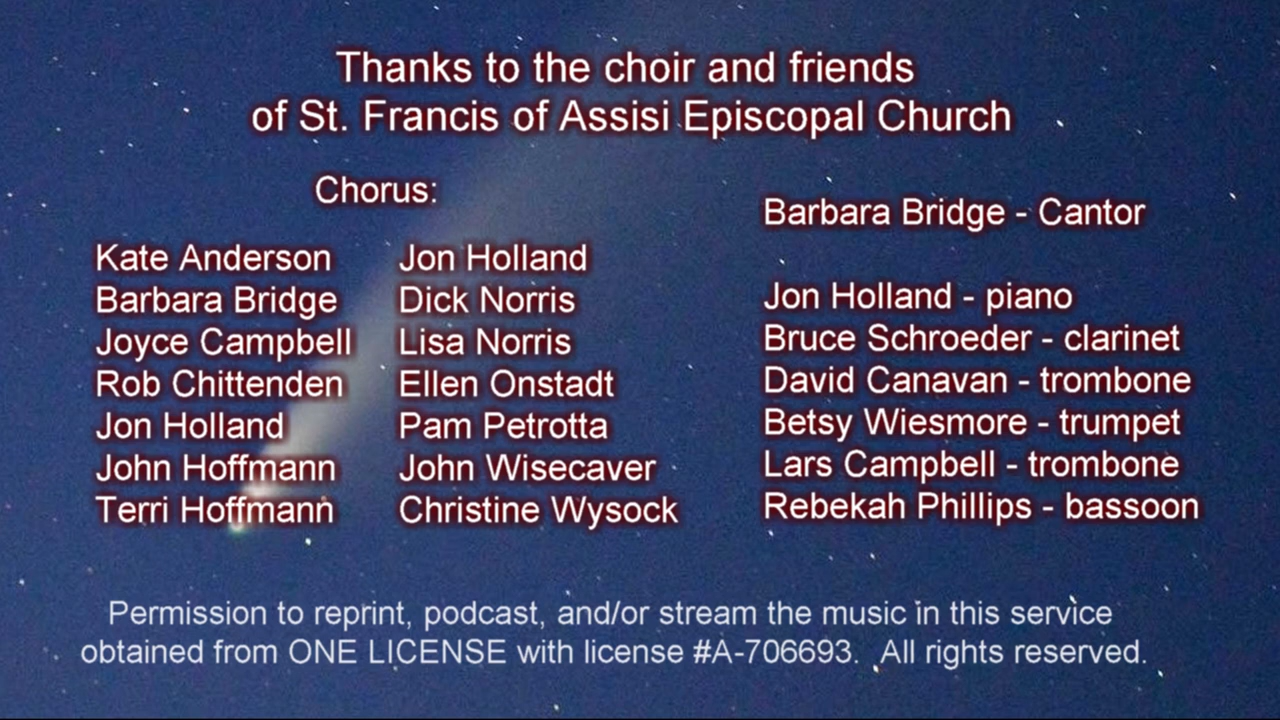 Thanks to the choir and friends
of St. Francis of Assisi Episcopal Church
Chorus:
Kate Anderson
Barbara Bridge
Joyce Campbell
Rob Chittenden
Jon Holland
John Hoffmann
Terri Hoffmann
Jon Holland
Dick Norris
Lisa Norris
Ellen Onstadt
Pam Petrotta
John Wisecaver
Christine Wysock
Barbara Bridge - Cantor
Jon Holland - piano
Bruce Schroeder - clarinet
David Canavan - trombone
Betsy Wiesmore - trumpet
Lars Campbell - trombone
Rebekah Phillips - bassoon
Permission to reprint, podcast, and/or stream the music in this service
obtained from ONE LICENSE with license #A-706693. All rights reserved.